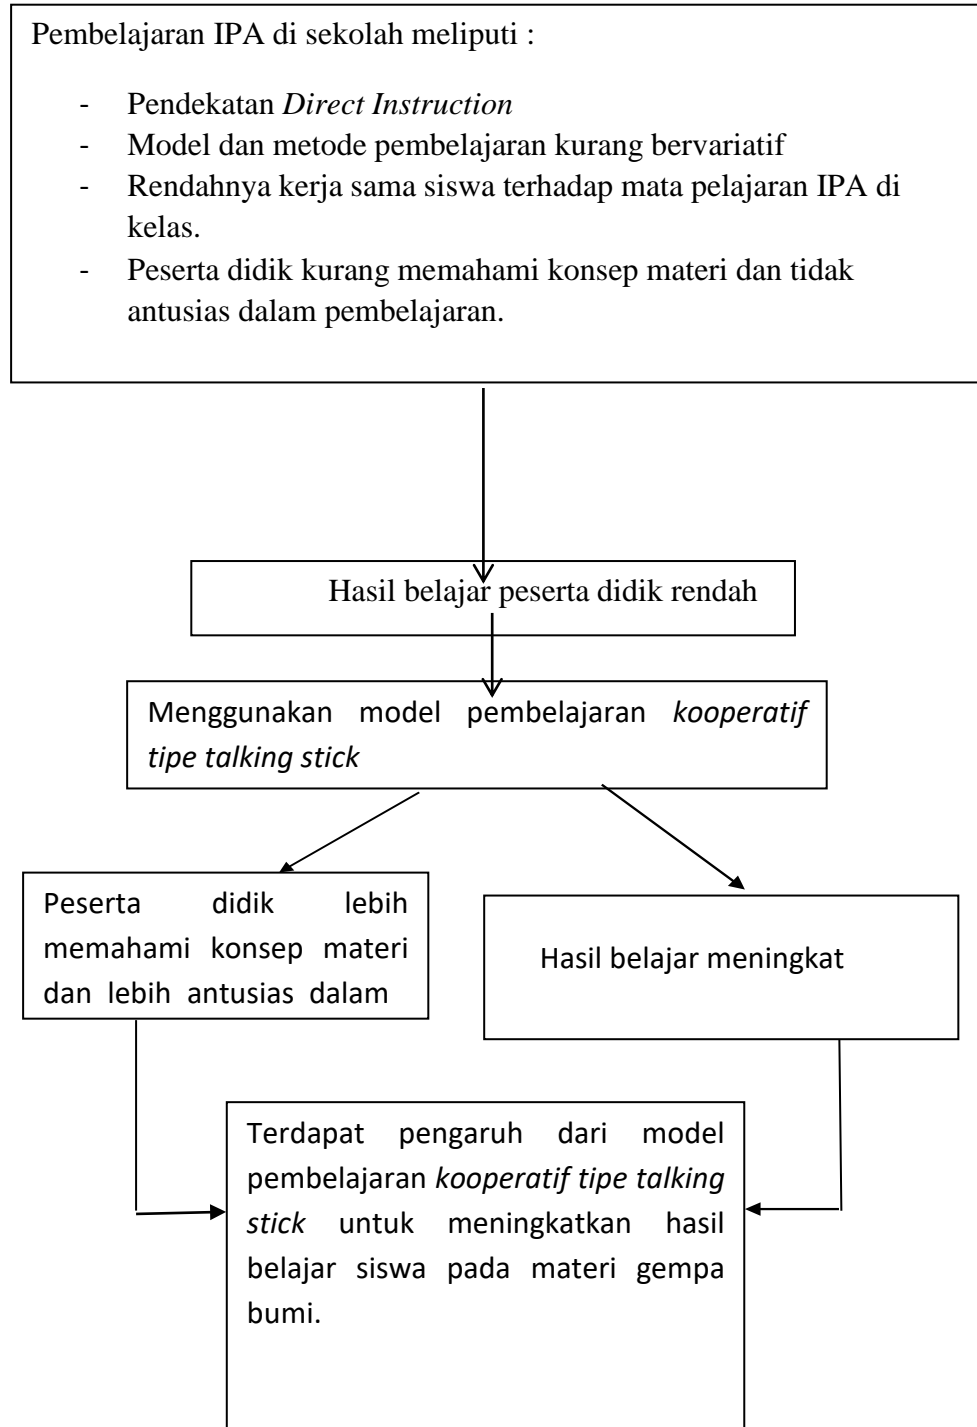 Pembelajaran IPA di sekolah meliputi :
- Pendekatan Direct Instruction
- Model dan metode pembelajaran kurang bervariatif
- Rendahnya kerja sama siswa terhadap mata pelajaran IPA di
kelas.
- Peserta didik kurang memahami konsep materi dan tidak
antusias dalam pembelajaran.
Hasil belajar peserta didik rendah
Menggunakan model pembelajaran kooperatif
tipe talking stick
Peserta didik lebih
memahami konsep materi
dan lebih antusias dalam
Hasil belajar meningkat
Terdapat pengaruh dari model
pembelajaran kooperatif tipe talking
stick untuk meningkatkan hasil
belajar siswa pada materi gempa
bumi.